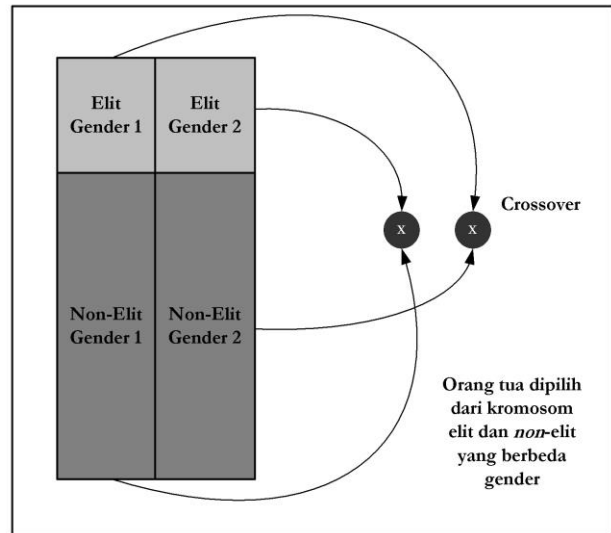 Elit
Gender 1
Elit
Gender 2
Crossover
x
x
Non-Elit
Gender 1
Non-Elit
Gender 2
Orang tua dipilih
dari kromosom
elit dan non-elit
yang berbeda
gender